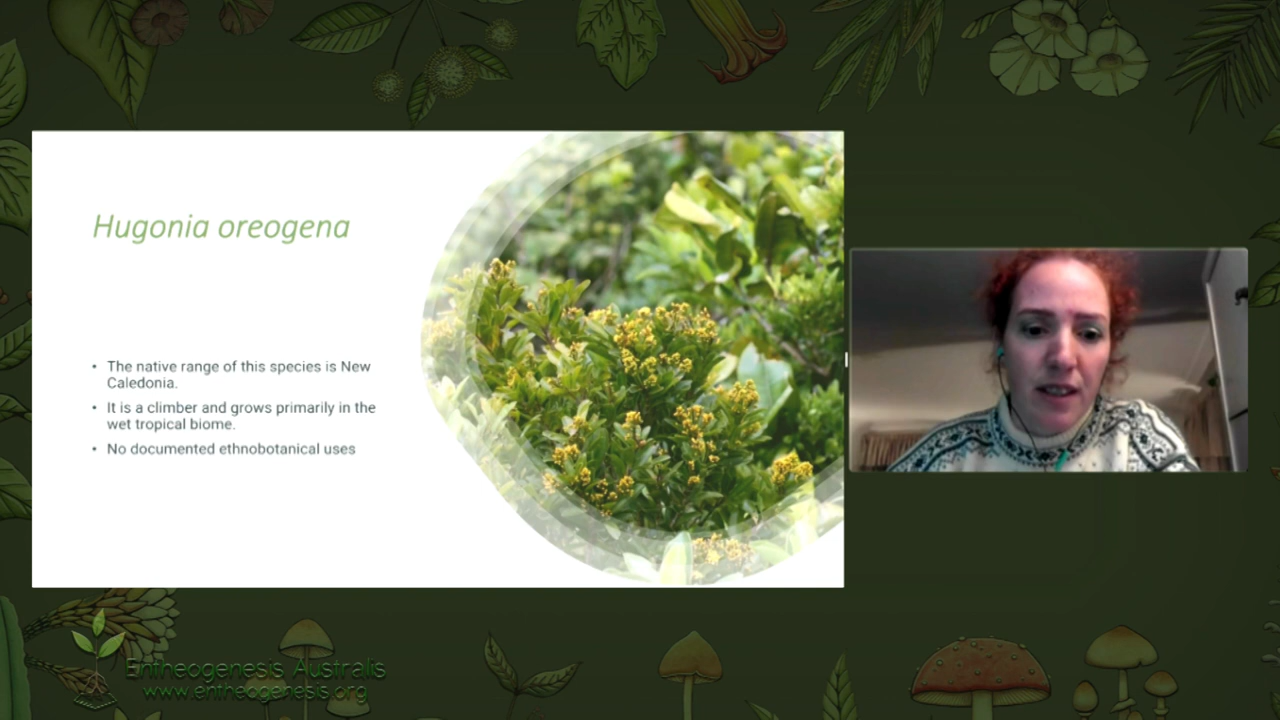 Hugonia oreogena
• The native range of this species is New
Caledonia.
• It is a climber and grows primarily in the
wet tropical biome.
• No documented ethnobotanical uses
Entheogenesis Australis
www.entheogenesis.org